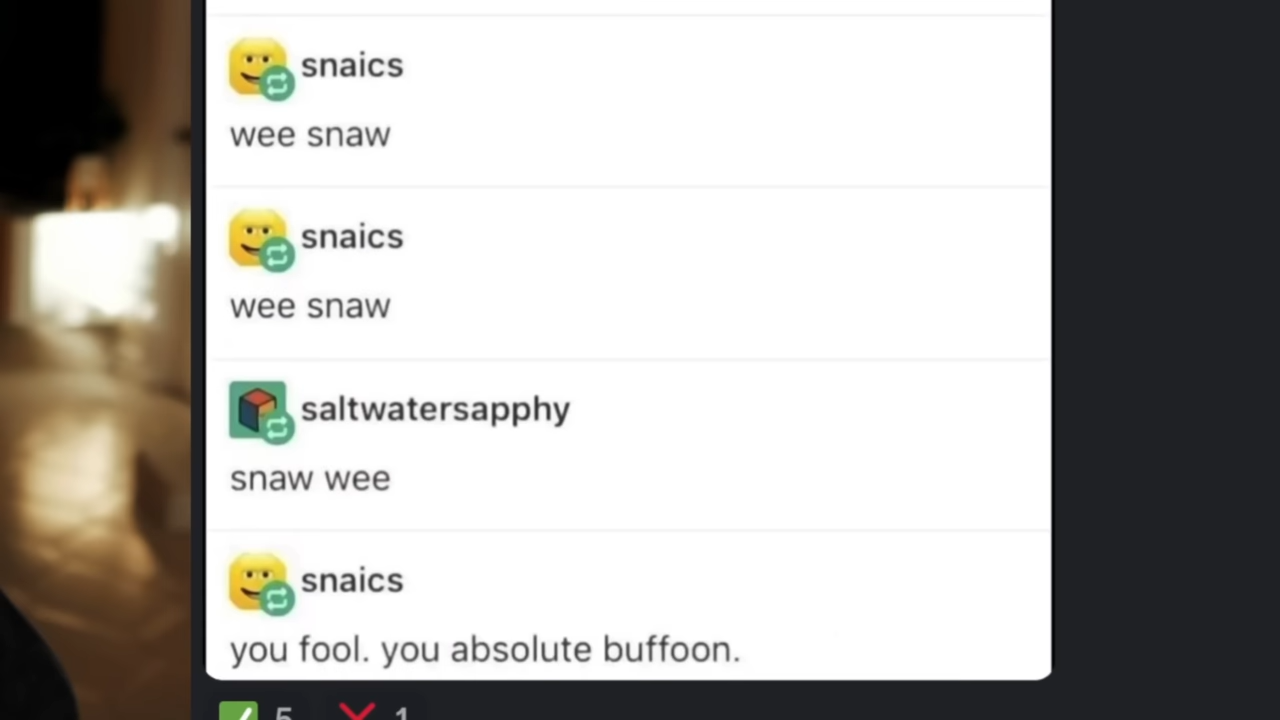 snaics
wee snaw
snaics
wee snaw
saltwatersapphy
snaw wee
snaics
you fool. you absolute buffoon.
5 1